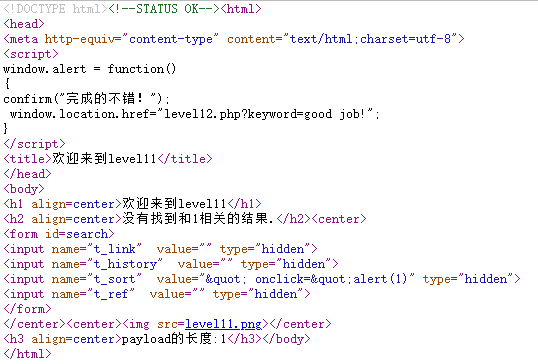 <!DOCTYPE html><!--STATUS OK--><html>
<head>
<meta http-equiv="content-type" content="text/html;charset=utf-8">
<script>
window.alert = function()
{
confirm("完成的不错！");
 window.location.href="level12.php?keyword=good job!";
}
</script>
<title>欢迎来到level11</title>
</head>
<body>
<h1 align=center>欢迎来到level11</h1>
<h2 align=center>没有找到和1相关的结果.</h2><center>
<form id=search>
<input name="t_link"  value="" type="hidden">
<input name="t_history"  value="" type="hidden">
<input name="t_sort"  value="&quot; onclick=&quot;alert(1)" type="hidden">
<input name="t_ref"  value="" type="hidden">
</form>
</center><center><img src=level11.png></center>
<h3 align=center>payload的长度:1</h3></body>
</html>